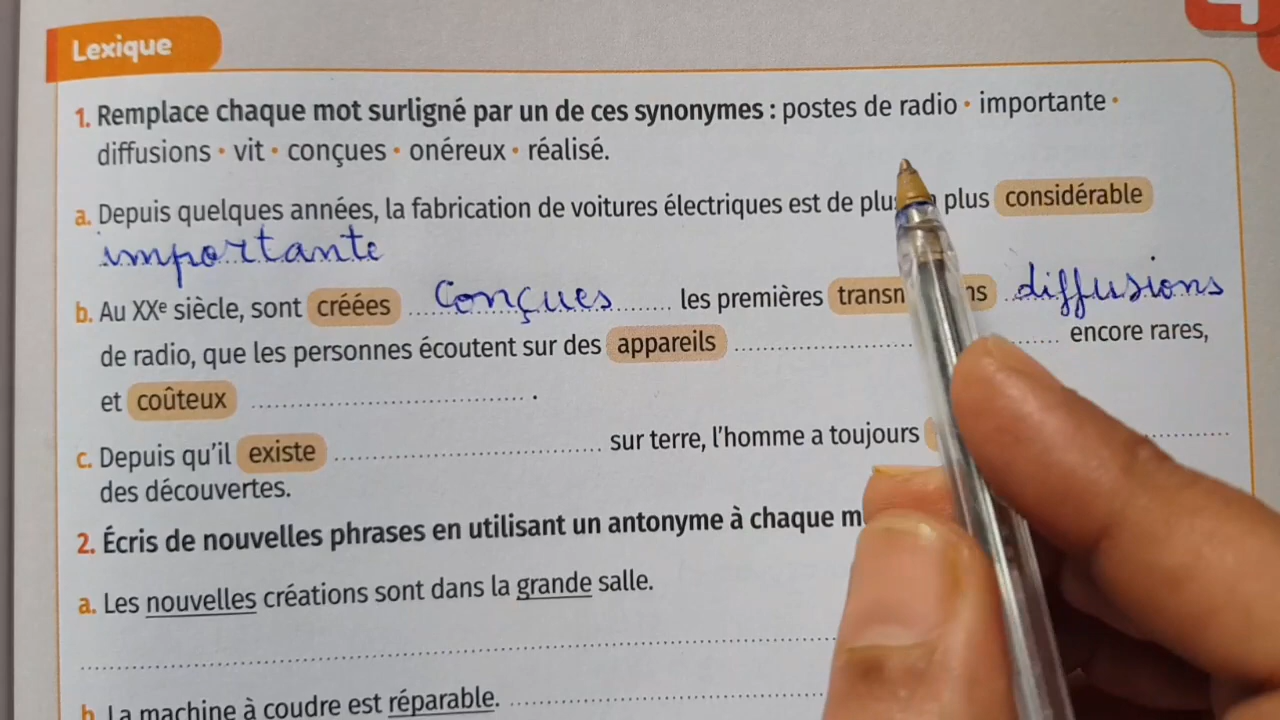 Lexique
1. Remplace chaque mot surligné par un de ces synonymes : postes de radio • importante •
diffusions • vit • conçues • onéreux • réalisé.
a. Depuis quelques années, la fabrication de voitures électriques est de plus plus considérable
importante
b. Au XXe siècle, sont créées conçues les premières diffusions
de radio, que les personnes écoutent sur des appareils encore rares,
et coûteux .
c. Depuis qu'il existe sur terre, l'homme a toujours
des découvertes.
2. Écris de nouvelles phrases en utilisant un antonyme à chaque
a. Les nouvelles créations sont dans la grande salle.
b. La machine à coudre est réparable.